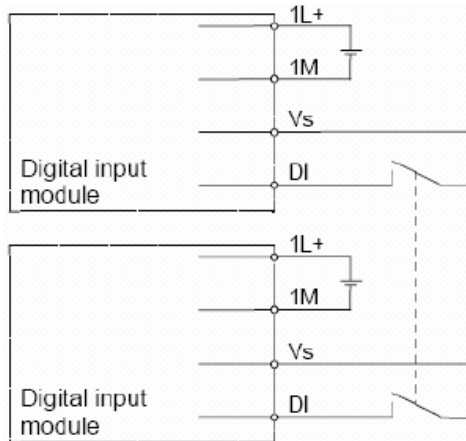 1L+
1M
Vs
Digital input
module
DI
1L+
1M
Vs
Digital input
module
DI